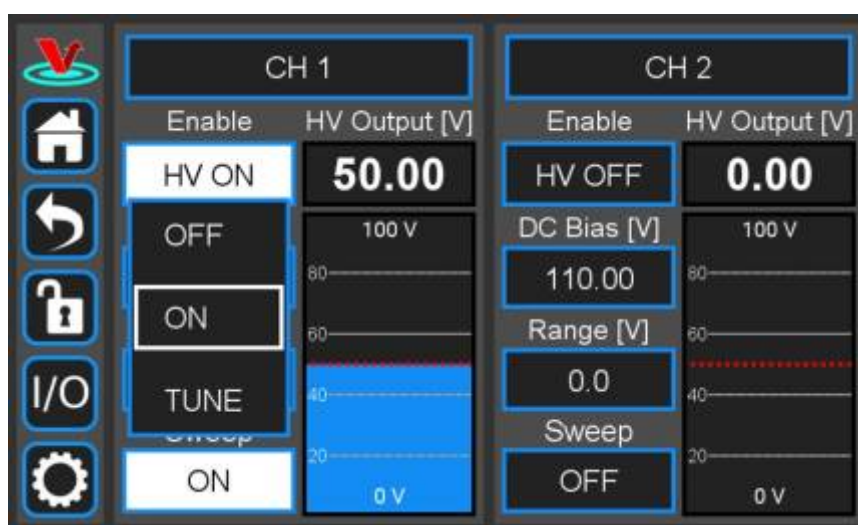 CH 1
CH 2
Enable
HV Output [V]
Enable
HV Output [V]
HV ON
50.00
HV OFF
0.00
OFF
100 V
DC Bias [V]
100 V
80
110.00
80
ON
60
Range [V]
60
I/O
TUNE
40
0.0
40
Sweep
Sweep
ON
20
0 V
OFF
20
0 V